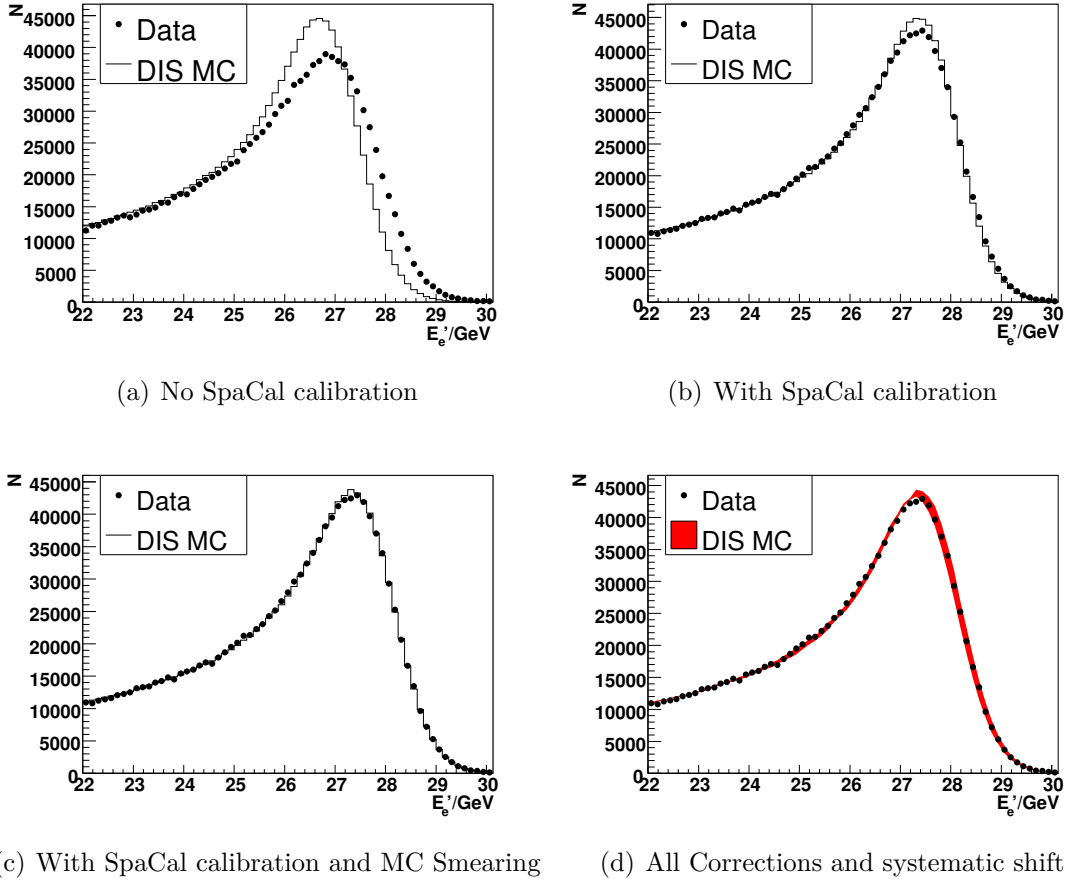 N
45000
40000
35000
30000
25000
20000
15000
10000
5000
0
Data
DIS MC
22 23 24 25 26 27 28 29 30
E_e'/GeV
(a) No SpaCal calibration
N
45000
40000
35000
30000
25000
20000
15000
10000
5000
0
Data
DIS MC
22 23 24 25 26 27 28 29 30
E_e'/GeV
(b) With SpaCal calibration
N
45000
40000
35000
30000
25000
20000
15000
10000
5000
0
Data
DIS MC
22 23 24 25 26 27 28 29 30
E_e'/GeV
c) With SpaCal calibration and MC Smearing
N
45000
40000
35000
30000
25000
20000
15000
10000
5000
0
Data
DIS MC
22 23 24 25 26 27 28 29 30
E_e'/GeV
(d) All Corrections and systematic shift